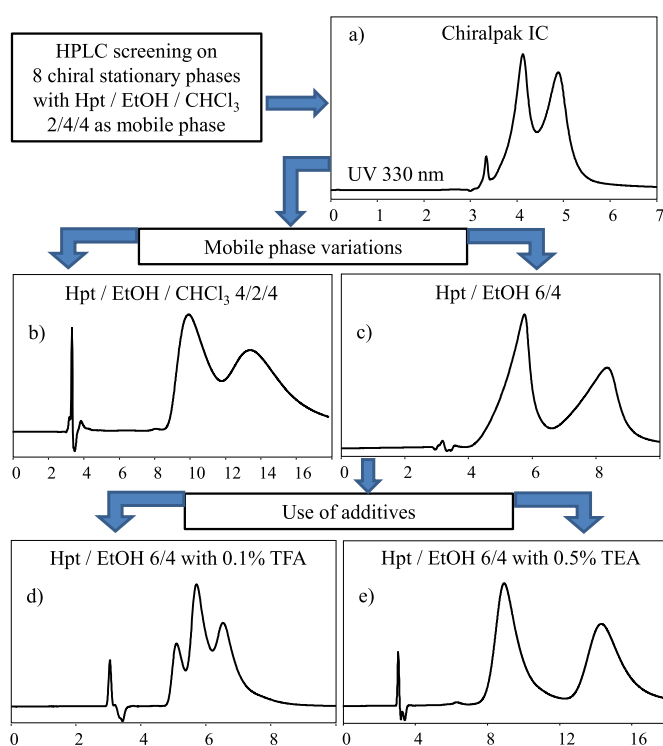 HPLC screening on
8 chiral stationary phases
with Hpt / EtOH / CHCl₃
2/4/4 as mobile phase
a)
Chiralpak IC
UV 330 nm
0 1 2 3 4 5 6 7
Mobile phase variations
Hpt / EtOH / CHCl₃ 4/2/4
b)
0 2 4 6 8 10 12 14 16 18
Hpt / EtOH 6/4
c)
0 2 4 6 8
Use of additives
Hpt / EtOH 6/4 with 0.1% TFA
d)
0 2 4 6 8
Hpt / EtOH 6/4 with 0.5% TEA
e)
0 4 8 12 16